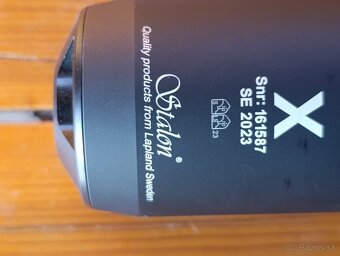 Stalon®
Quality products from Lapland Sweden
X
Snr: 161587
SE 2023
23
© Bazos.sk